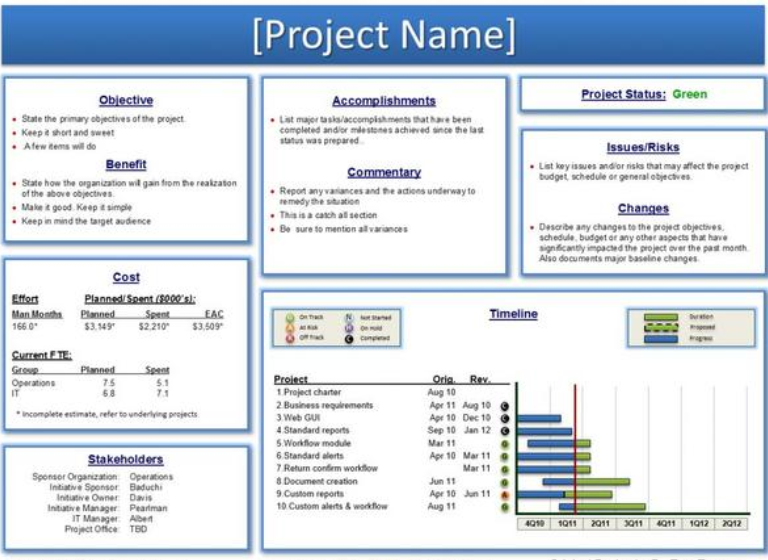 [Project Name]
Objective
State the primary objectives of the project.
Keep it short and sweet
.A few items will do
Benefit
State how the organization will gain from the realization
of the above objectives.
Make it good. Keep it simple
Keep in mind the target audience
Accomplishments
List major tasks/accomplishments that have been
completed and/or milestones achieved since the last
status was prepared..
Commentary
Report any variances and the actions underway to
remedy the situation
This is a catch all section
Be sure to mention all variances
Project Status: Green
Issues/Risks
List key issues and/or risks that may affect the project
budget, schedule or general objectives.
Changes
Describe any changes to the project objectives,
schedule, budget or any other aspects that have
significantly impacted the project over the past month.
Also documents major baseline changes.
Cost
Effort Planned/Spent ($000's):
Man Months Planned Spent EAC
166.0* $3,149* $2,210* $3,509*
Current FTE:
Group Planned Spent
Operations 7.5 5.1
IT 6.8 7.1
* Incomplete estimate, refer to underlying projects
Stakeholders
Sponsor Organization: Operations
Initiative Sponsor: Baduchi
Initiative Owner: Davis
Initiative Manager: Pearlman
IT Manager: Albert
Project Office: TBD
Timeline
G On Track N Not Started
A At Risk H On Hold
R Off Track C Completed
Duration
Proposed
Progress
Project Orig. Rev.
1.Project charter Aug 10
2.Business requirements Apr 11 Aug 10 C
3.Web GUI Apr 10 Dec 10 C
4.Standard reports Sep 10 Jan 12 C
5.Workflow module Mar 11 G
6.Standard alerts Apr 10 Mar 11 G
7.Return confirm workflow Mar 11 G
8.Document creation Jun 11 G
9.Custom reports Apr 10 Jun 11 A
10.Custom alerts & workflow Aug 11 G
4Q10 1Q11 2Q11 3Q11 4Q11 1Q12 2Q12